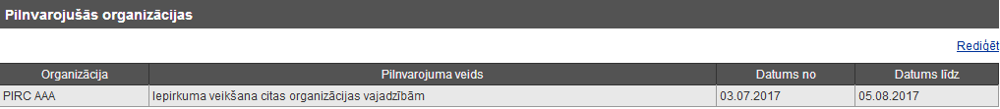 Pilnvarojušās organizācijas
Rediģēt
Organizācija Pilnvarojuma veids Datums no Datums līdz
PIRC AAA Iepirkuma veikšana citas organizācijas vajadzībām 03.07.2017 05.08.2017